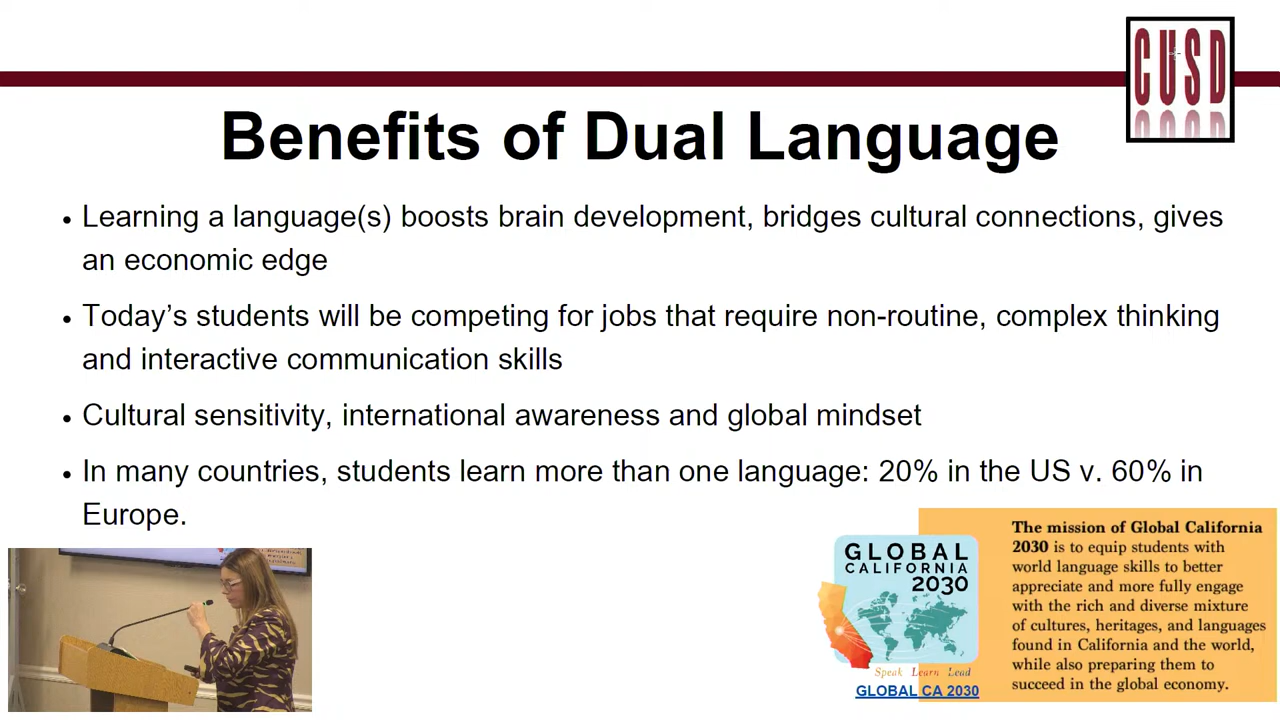 CUSD
Benefits of Dual Language
• Learning a language(s) boosts brain development, bridges cultural connections, gives
an economic edge
• Today’s students will be competing for jobs that require non-routine, complex thinking
and interactive communication skills
• Cultural sensitivity, international awareness and global mindset
• In many countries, students learn more than one language: 20% in the US v. 60% in
Europe.
GLOBAL
CALIFORNIA
2030
Speak Learn Lead
GLOBAL CA 2030
The mission of Global California
2030 is to equip students with
world language skills to better
appreciate and more fully engage
with the rich and diverse mixture
of cultures, heritages, and languages
found in California and the world,
while also preparing them to
succeed in the global economy.